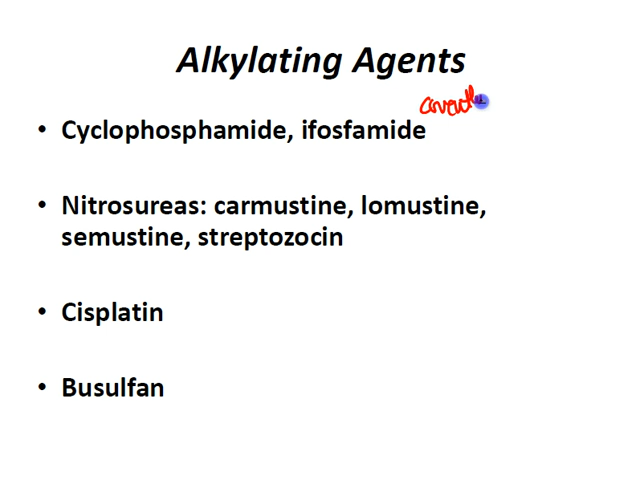 Alkylating Agents
• Cyclophosphamide, ifosfamide
• Nitrosureas: carmustine, lomustine,
semustine, streptozocin
• Cisplatin
• Busulfan